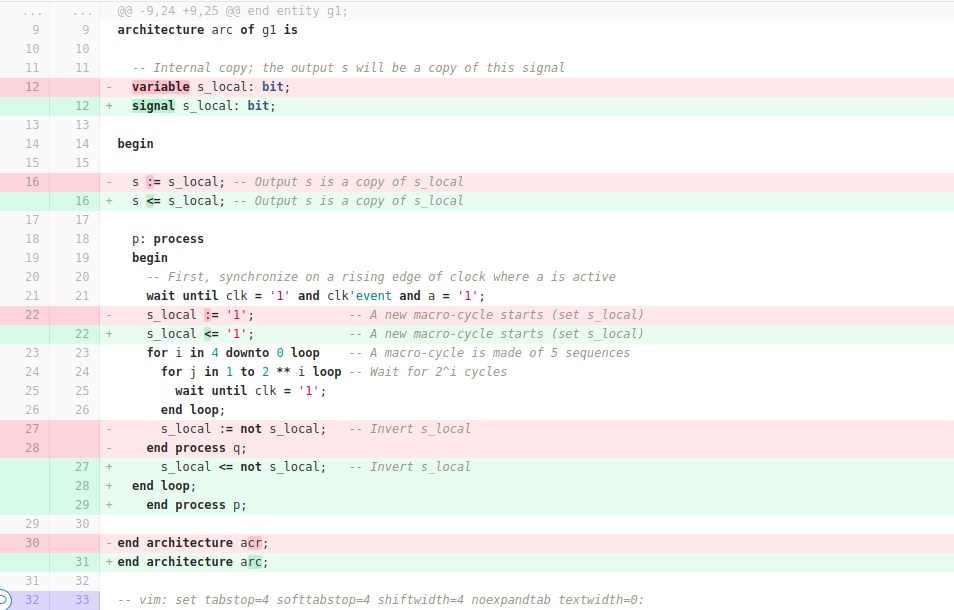 ... ... @@ -9,24 +9,25 @@ end entity g1;
9 9 architecture arc of g1 is
10 10
11 11 -- Internal copy; the output s will be a copy of this signal
12 - variable s_local: bit;
12 + signal s_local: bit;
13 13
14 14 begin
15 15
16 - s := s_local; -- Output s is a copy of s_local
16 + s <= s_local; -- Output s is a copy of s_local
17 17
18 18 p: process
19 19 begin
20 20 -- First, synchronize on a rising edge of clock where a is active
21 21 wait until clk = '1' and clk'event and a = '1';
22 - s_local := '1'; -- A new macro-cycle starts (set s_local)
22 + s_local <= '1'; -- A new macro-cycle starts (set s_local)
23 23 for i in 4 downto 0 loop -- A macro-cycle is made of 5 sequences
24 24 for j in 1 to 2 ** i loop -- Wait for 2^i cycles
25 25 wait until clk = '1';
26 26 end loop;
27 - s_local := not s_local; -- Invert s_local
28 - end process q;
27 + s_local <= not s_local; -- Invert s_local
28 + end loop;
29 + end process p;
29 30
30 - end architecture acr;
31 + end architecture arc;
31 32
32 33 -- vim: set tabstop=4 softtabstop=4 shiftwidth=4 noexpandtab textwidth=0: